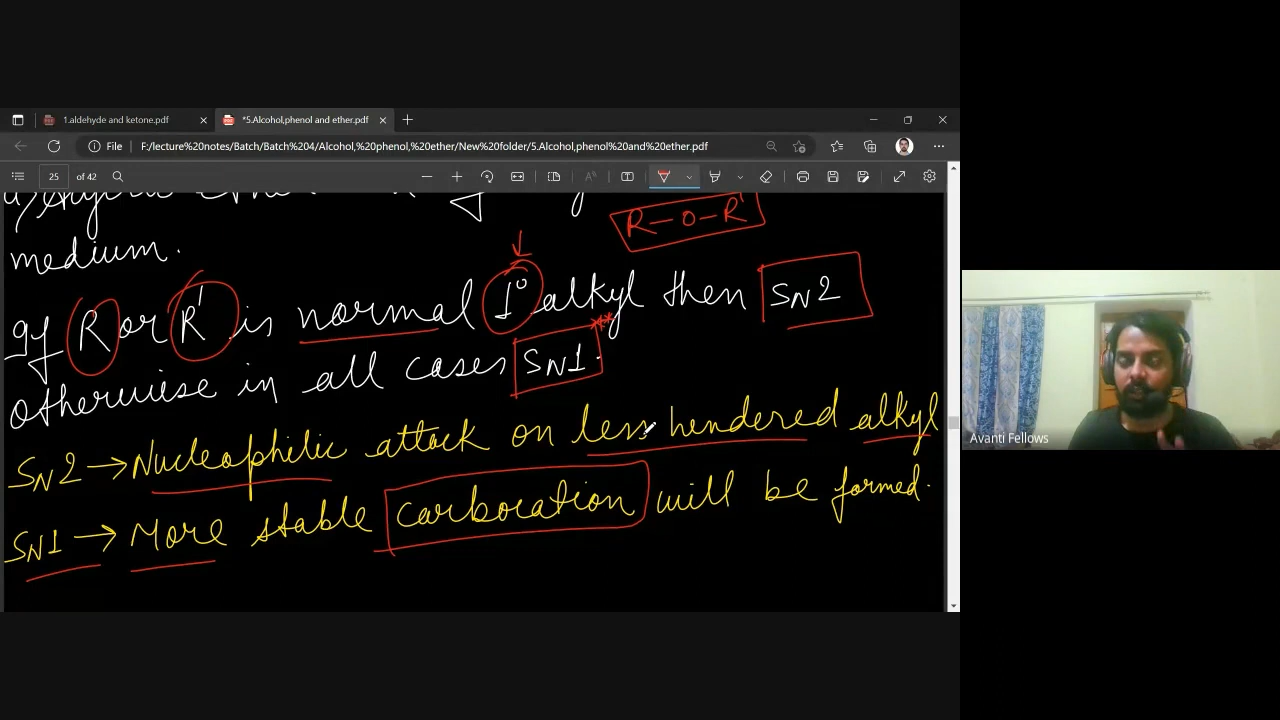 1.aldehyde and ketone.pdf
*5.Alcohol,phenol and ether.pdf
File
F:/lecture%20notes/Batch/Batch%204/Alcohol,%20phenol,%20ether/New%20folder/5.Alcohol,phenol%20and%20ether.pdf
25 of 42
R-O-R'
medium.
If R or R' is normal 1° alkyl then SN2
otherwise in all cases SN1.
SN2 → Nucleophilic attack on less hendered alkyl
SN1 → More stable carbocation will be formed.
Avanti Fellows